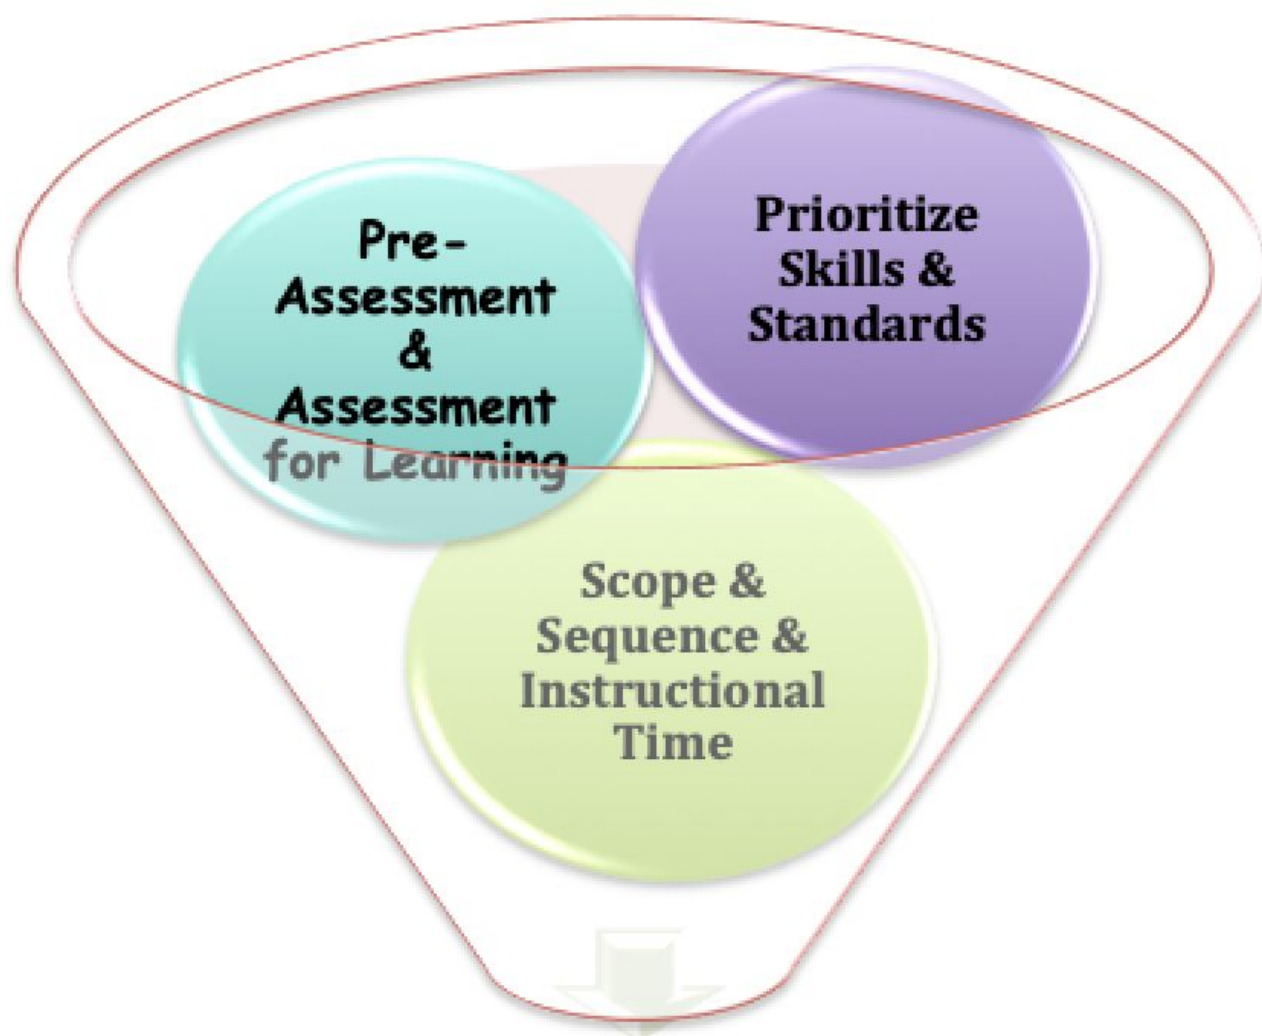 Pre-
Assessment
&
Assessment
for Learning
Prioritize
Skills &
Standards
Scope &
Sequence &
Instructional
Time